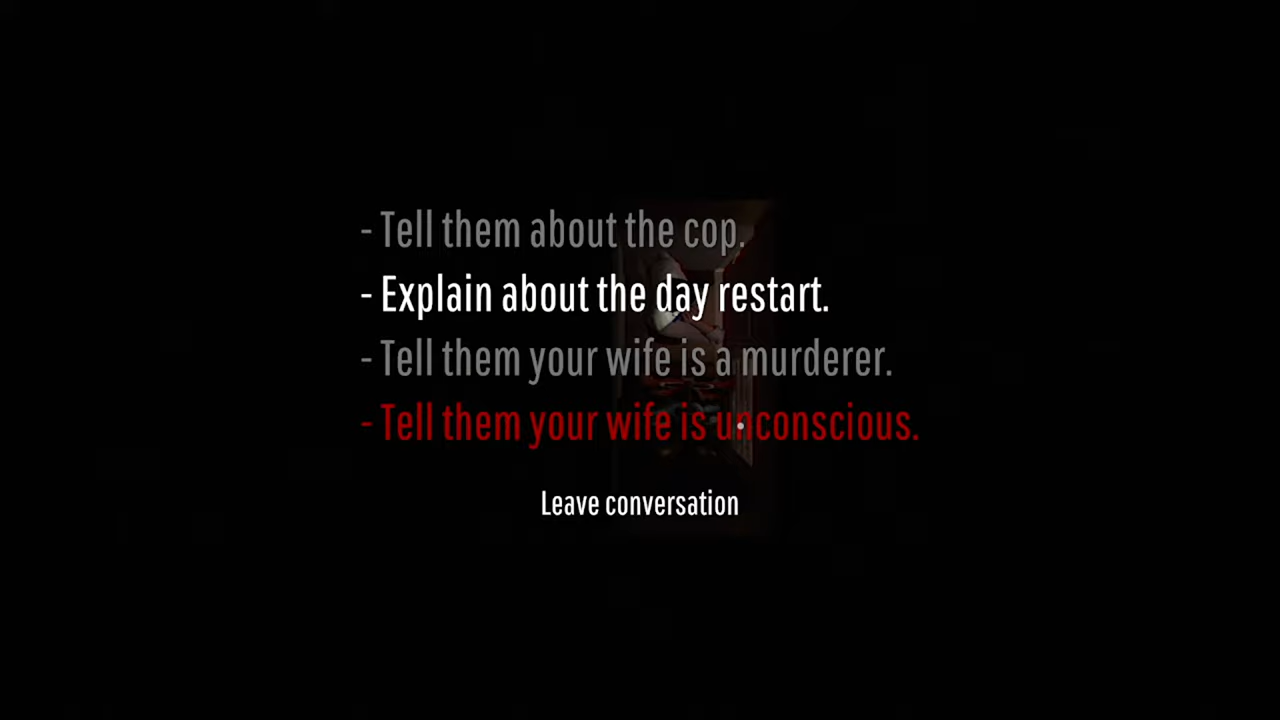 - Tell them about the cop.
- Explain about the day restart.
- Tell them your wife is a murderer.
- Tell them your wife is unconscious.
Leave conversation